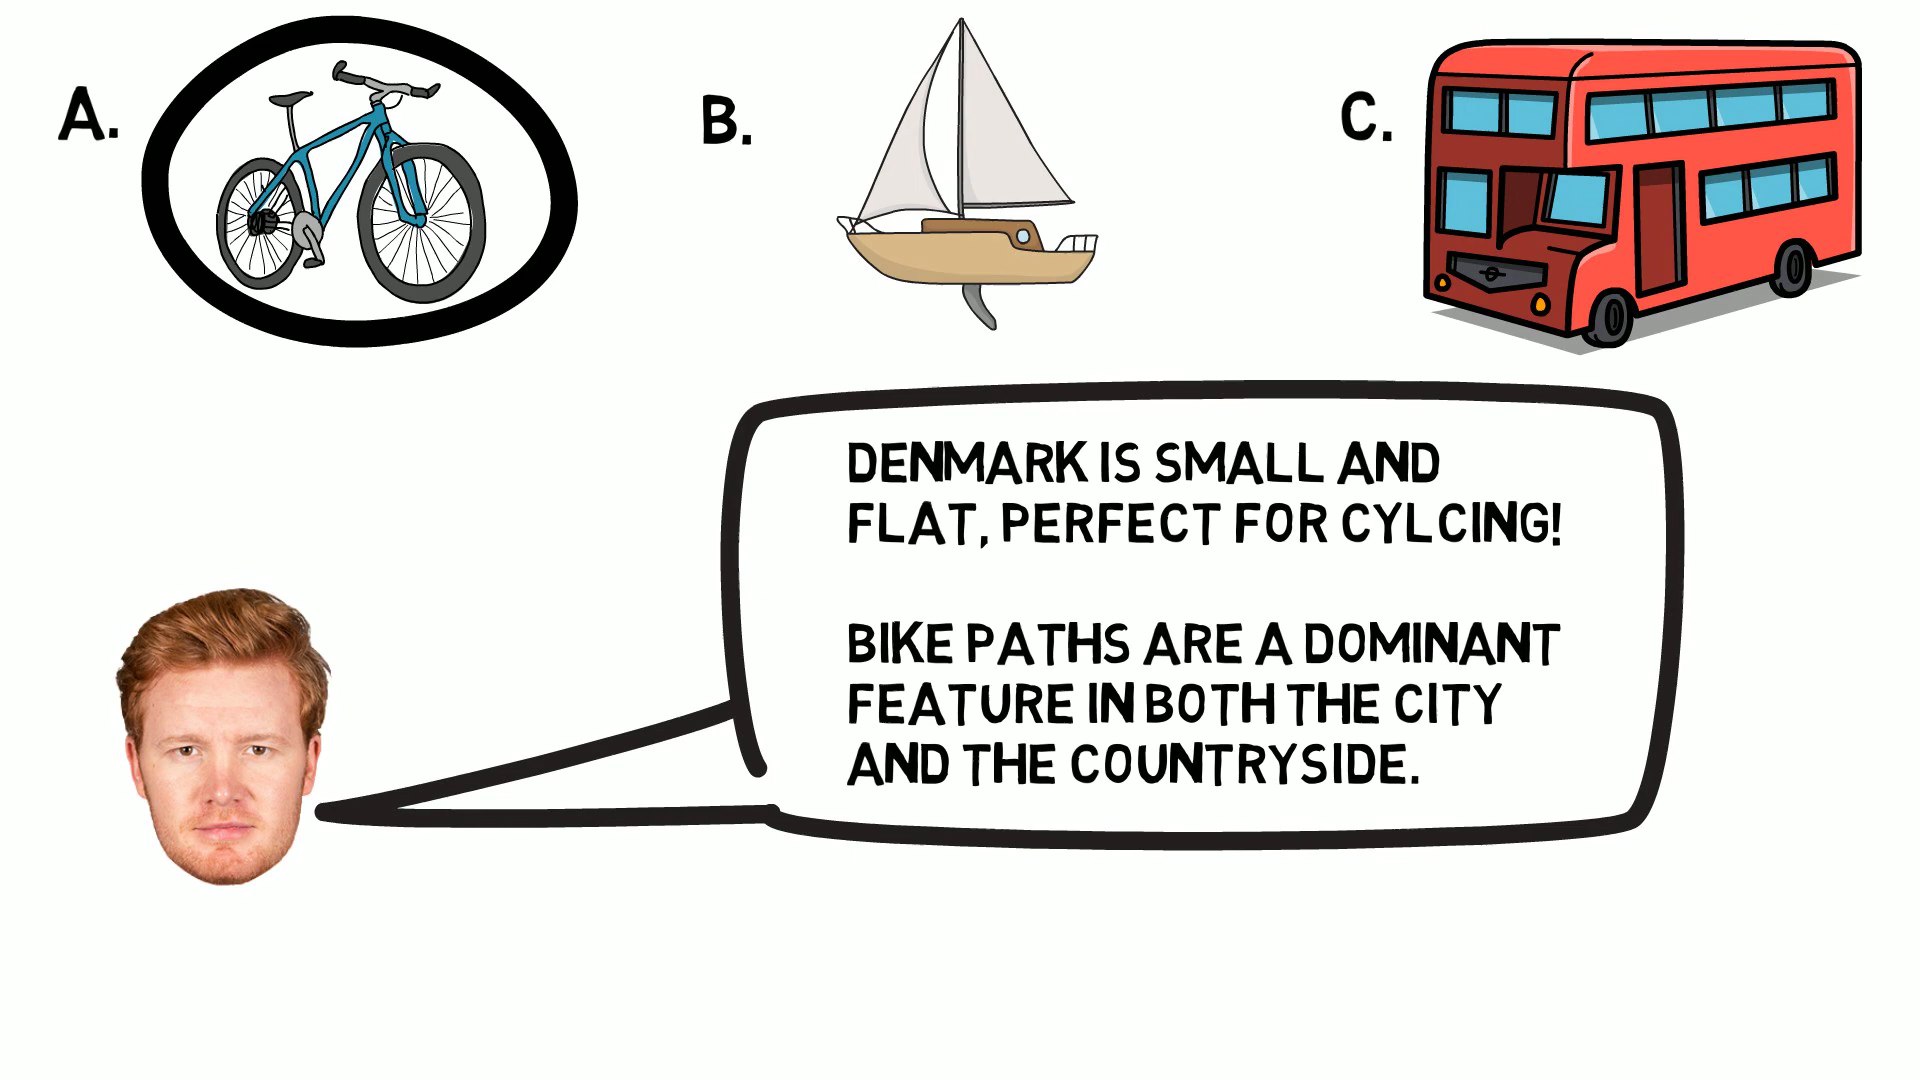 A.
B.
C.
DENMARK IS SMALL AND
FLAT, PERFECT FOR CYLCING!
BIKE PATHS ARE A DOMINANT
FEATURE IN BOTH THE CITY
AND THE COUNTRYSIDE.